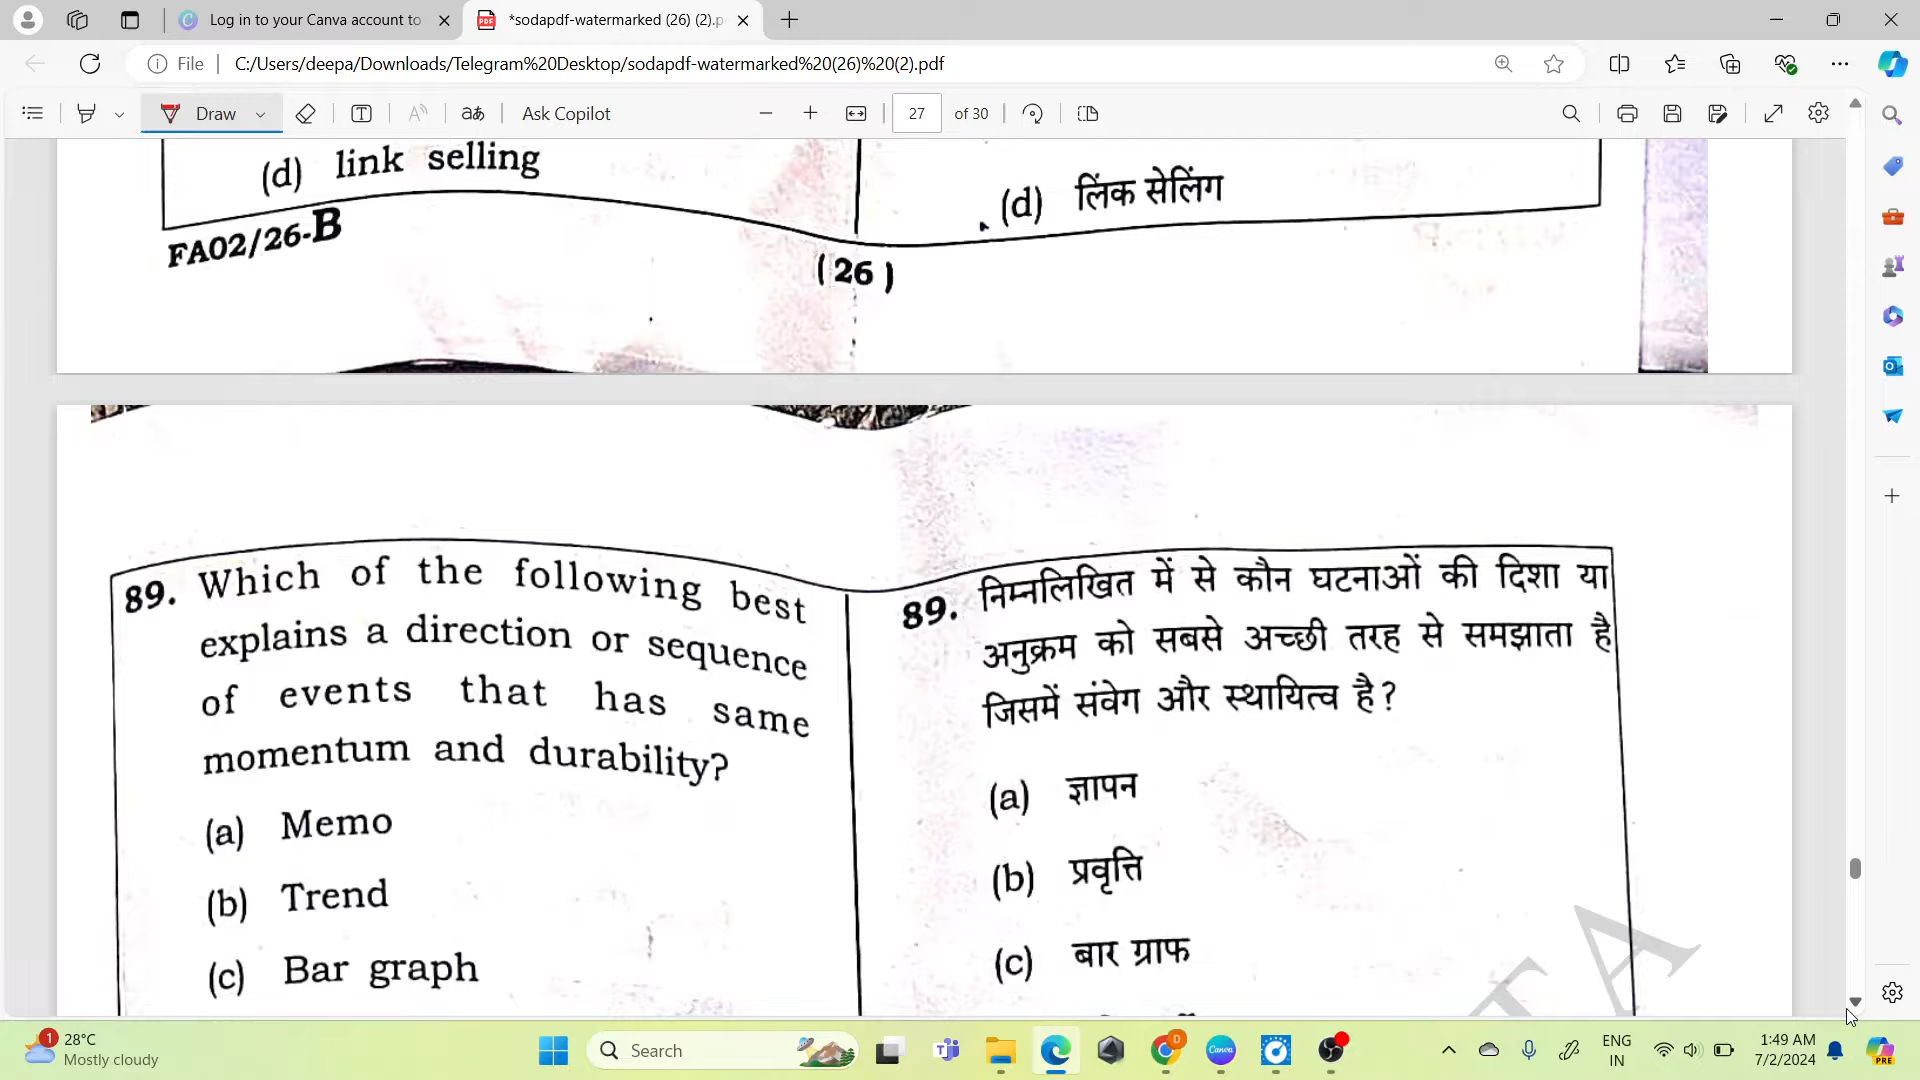 Log in to your Canva account to
*sodapdf-watermarked (26) (2).p
File
C:/Users/deepa/Downloads/Telegram%20Desktop/sodapdf-watermarked%20(26)%20(2).pdf
Draw
Ask Copilot
27
of 30
(d) link selling
(d) लिंक सेलिंग
FA02/26-B
(26)
89. Which of the following best
explains a direction or sequence
of events that has same
momentum and durability?
(a) Memo
(b) Trend
(c) Bar graph
89. निम्नलिखित में से कौन घटनाओं की दिशा या
अनुक्रम को सबसे अच्छी तरह से समझाता है
जिसमें संवेग और स्थायित्व है?
(a) ज्ञापन
(b) प्रवृत्ति
(c) बार ग्राफ
TA
1
28°C
Mostly cloudy
Search
Canva
D
ENG
IN
1:49 AM
7/2/2024
PRE